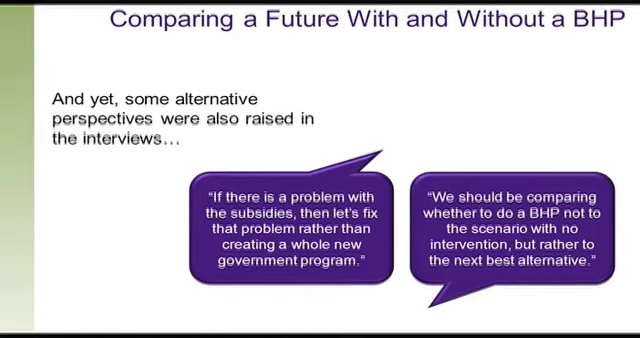 Comparing a Future With and Without a BHP
And yet, some alternative
perspectives were also raised in
the interviews…
“If there is a problem with
the subsidies, then let’s fix
that problem rather than
creating a whole new
government program.”
“We should be comparing
whether to do a BHP not to
the scenario with no
intervention, but rather to
the next best alternative.”